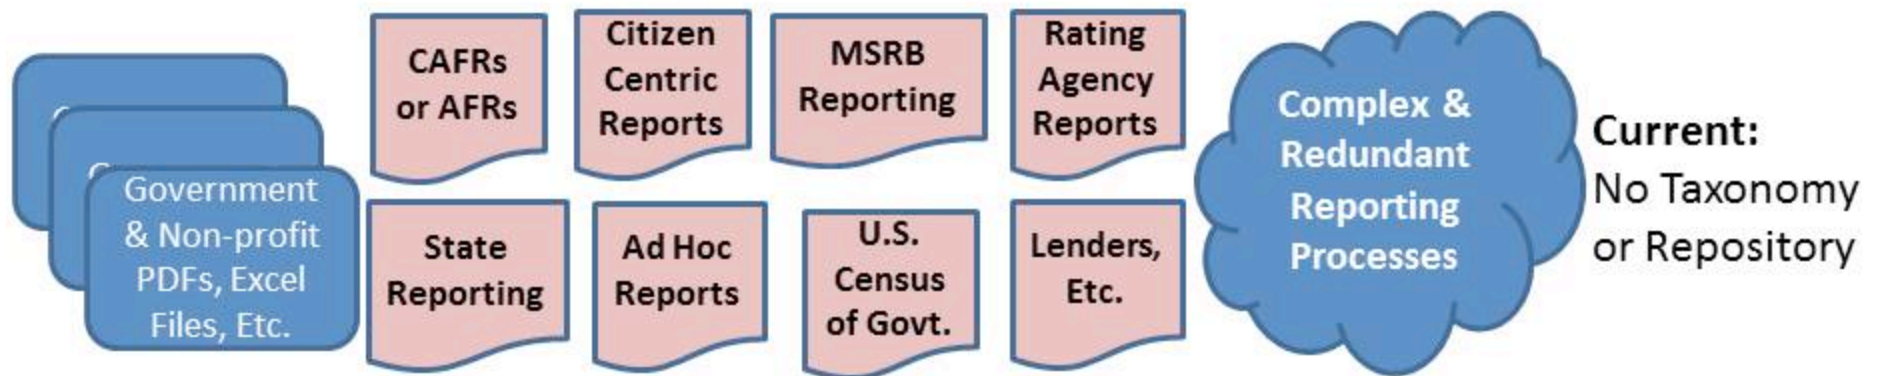 Government
& Non-profit
PDFs, Excel
Files, Etc.
CAFRs
or AFRs
Citizen
Centric
Reports
MSRB
Reporting
Rating
Agency
Reports
State
Reporting
Ad Hoc
Reports
U.S.
Census
of Govt.
Lenders,
Etc.
Complex &
Redundant
Reporting
Processes
Current:
No Taxonomy
or Repository